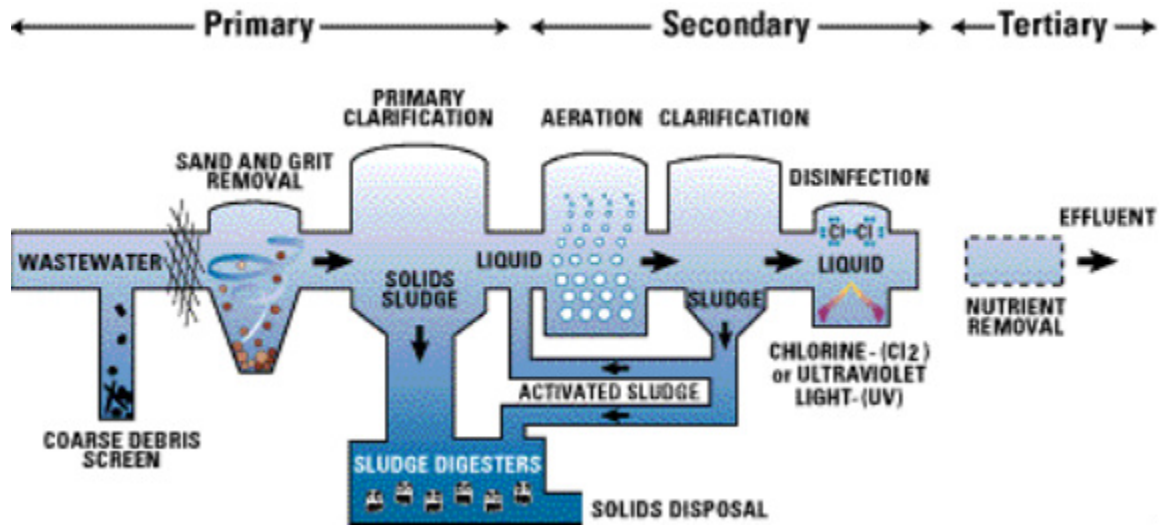 Primary
Secondary
Tertiary
PRIMARY
CLARIFICATION
AERATION
CLARIFICATION
SAND AND GRIT
REMOVAL
DISINFECTION
EFFLUENT
WASTEWATER
SOLIDS
SLUDGE
LIQUID
SLUDGE
Cl-Cl
LIQUID
NUTRIENT
REMOVAL
CHLORINE-(Cl2)
or ULTRAVIOLET
LIGHT-(UV)
ACTIVATED SLUDGE
COARSE DEBRIS
SCREEN
SLUDGE DIGESTERS
SOLIDS DISPOSAL